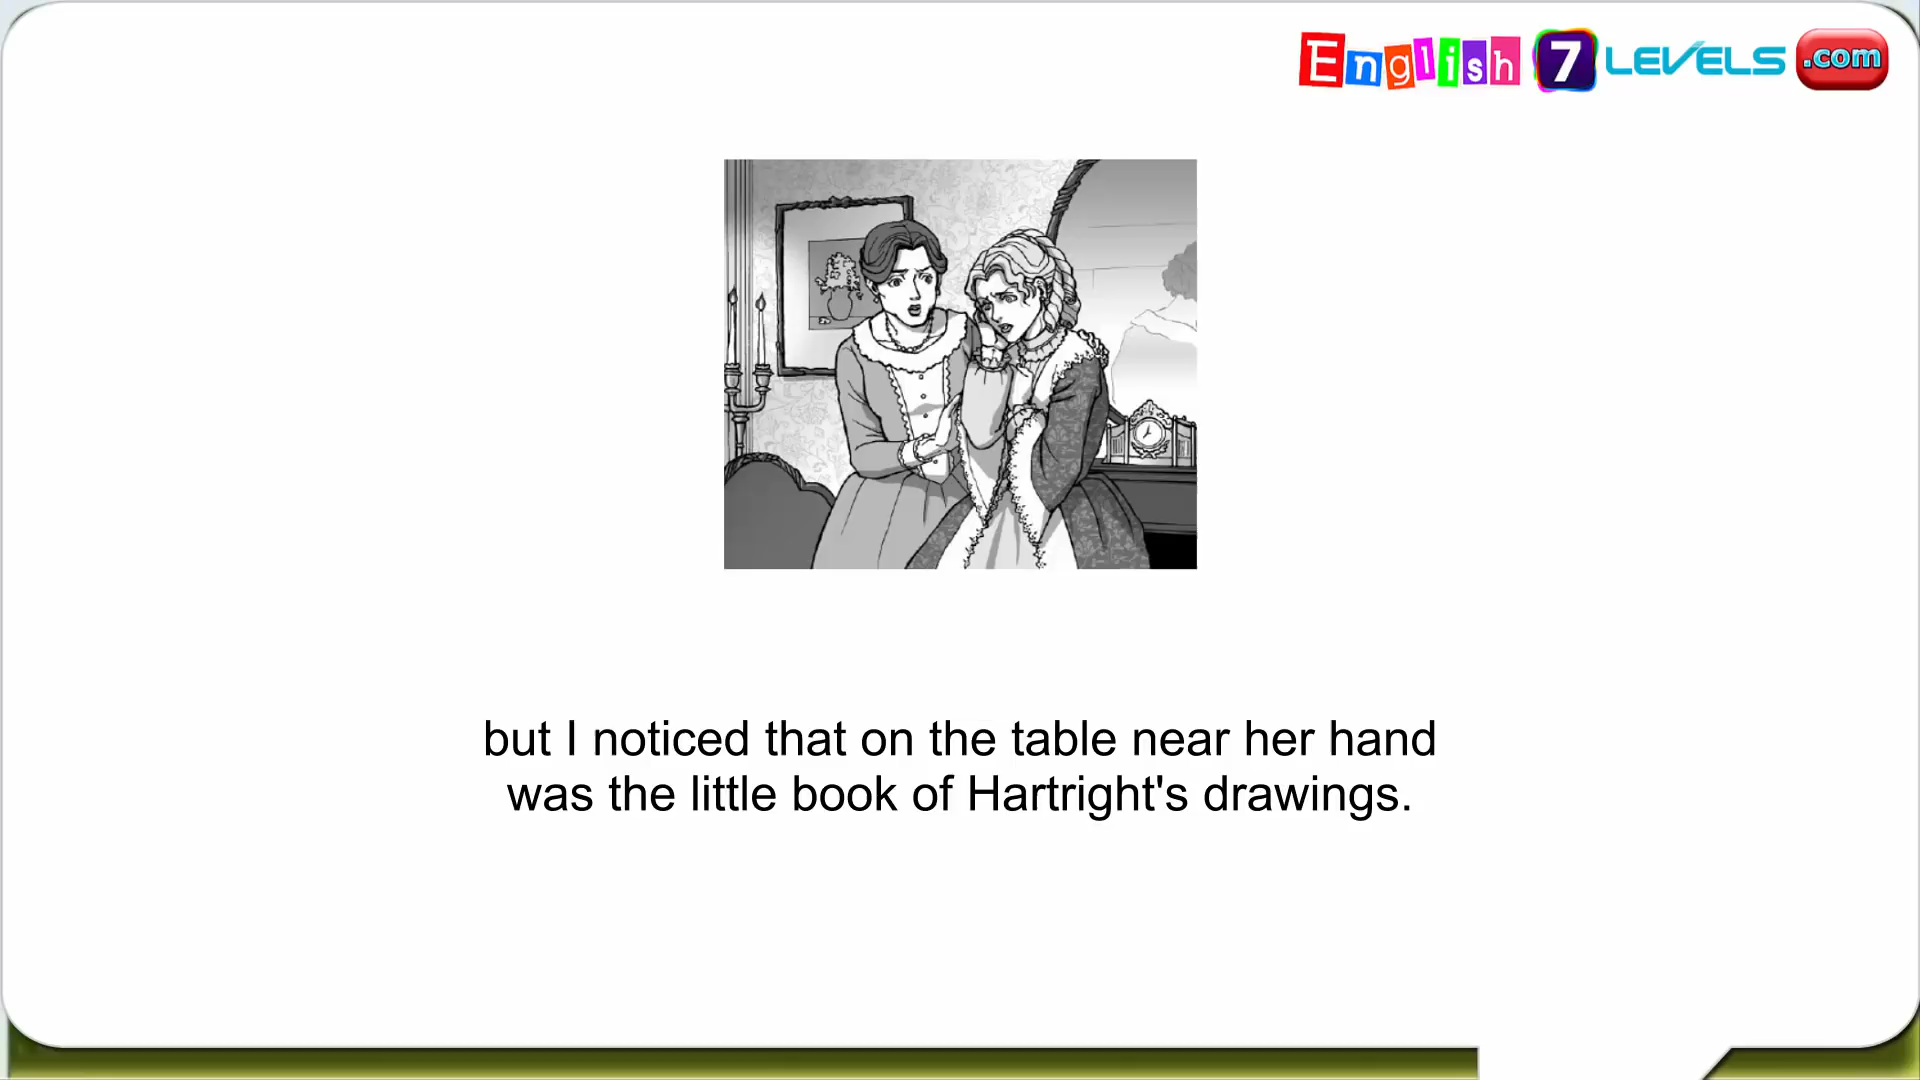 English 7 LEVELS .com
but I noticed that on the table near her hand
was the little book of Hartright's drawings.